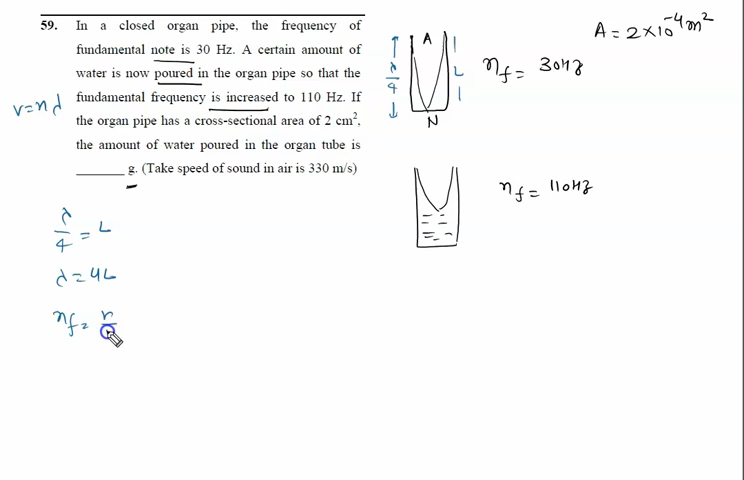 59. In a closed organ pipe, the frequency of
fundamental note is 30 Hz. A certain amount of
water is now poured in the organ pipe so that the
fundamental frequency is increased to 110 Hz. If
the organ pipe has a cross-sectional area of 2 cm², 
the amount of water poured in the organ tube is
______ g. (Take speed of sound in air is 330 m/s)
v=nλ
A = 2×10⁻⁴m²
A
λ/4
L
N
n_f = 30Hz
n_f = 110Hz
λ/4 = L
λ = 4L
n_f = v/